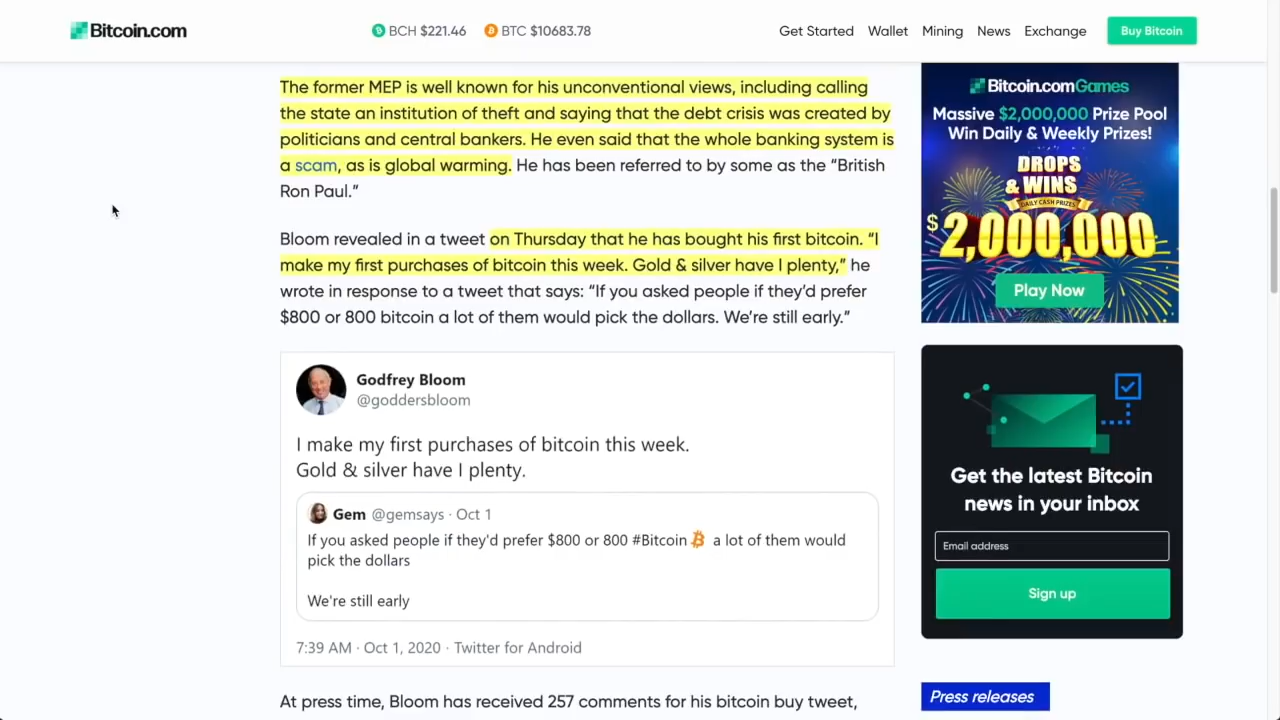 Bitcoin.com
BCH $221.46
BTC $10683.78
Get Started
Wallet
Mining
News
Exchange
Buy Bitcoin
The former MEP is well known for his unconventional views, including calling
the state an institution of theft and saying that the debt crisis was created by
politicians and central bankers. He even said that the whole banking system is
a scam, as is global warming. He has been referred to by some as the “British
Ron Paul.”
Bloom revealed in a tweet on Thursday that he has bought his first bitcoin. “I
make my first purchases of bitcoin this week. Gold & silver have I plenty,” he
wrote in response to a tweet that says: “If you asked people if they’d prefer
$800 or 800 bitcoin a lot of them would pick the dollars. We’re still early.”
Godfrey Bloom
@goddersbloom
I make my first purchases of bitcoin this week.
Gold & silver have I plenty.
Gem @gemsays · Oct 1
If you asked people if they'd prefer $800 or 800 #Bitcoin a lot of them would
pick the dollars
We're still early
7:39 AM · Oct 1, 2020 · Twitter for Android
At press time, Bloom has received 257 comments for his bitcoin buy tweet,
Bitcoin.com Games
Massive $2,000,000 Prize Pool
Win Daily & Weekly Prizes!
DROPS
& WINS
DAILY CASH PRIZES
$2,000,000
Play Now
Get the latest Bitcoin
news in your inbox
Email address
Sign up
Press releases